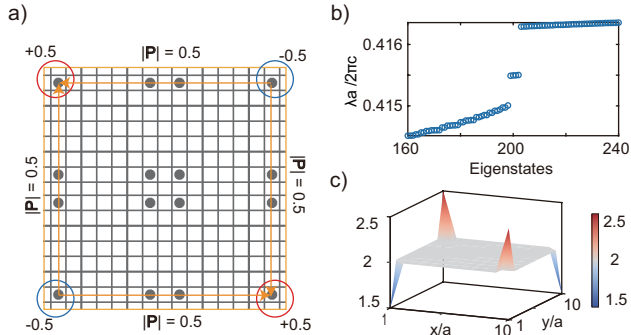 a)
+0.5
|P| = 0.5
-0.5
|P| = 0.5
|P| = 0.5
-0.5
|P| = 0.5
+0.5
b)
λa /2πc
0.416
0.415
160
200
240
Eigenstates
c)
2.5
2
1.5
1
x/a
10
1
y/a
10
2.5
2
1.5